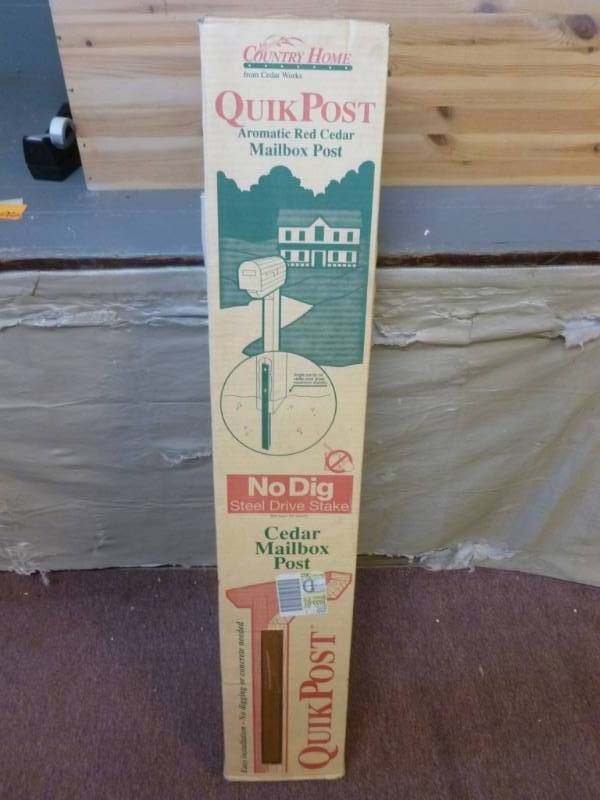 COUNTRY HOME
from Cedar Works
QUIKPOST
Aromatic Red Cedar
Mailbox Post
No Dig
Steel Drive Stake
Cedar
Mailbox
Post
Easy installation - No digging or concrete needed
QUIKPOST